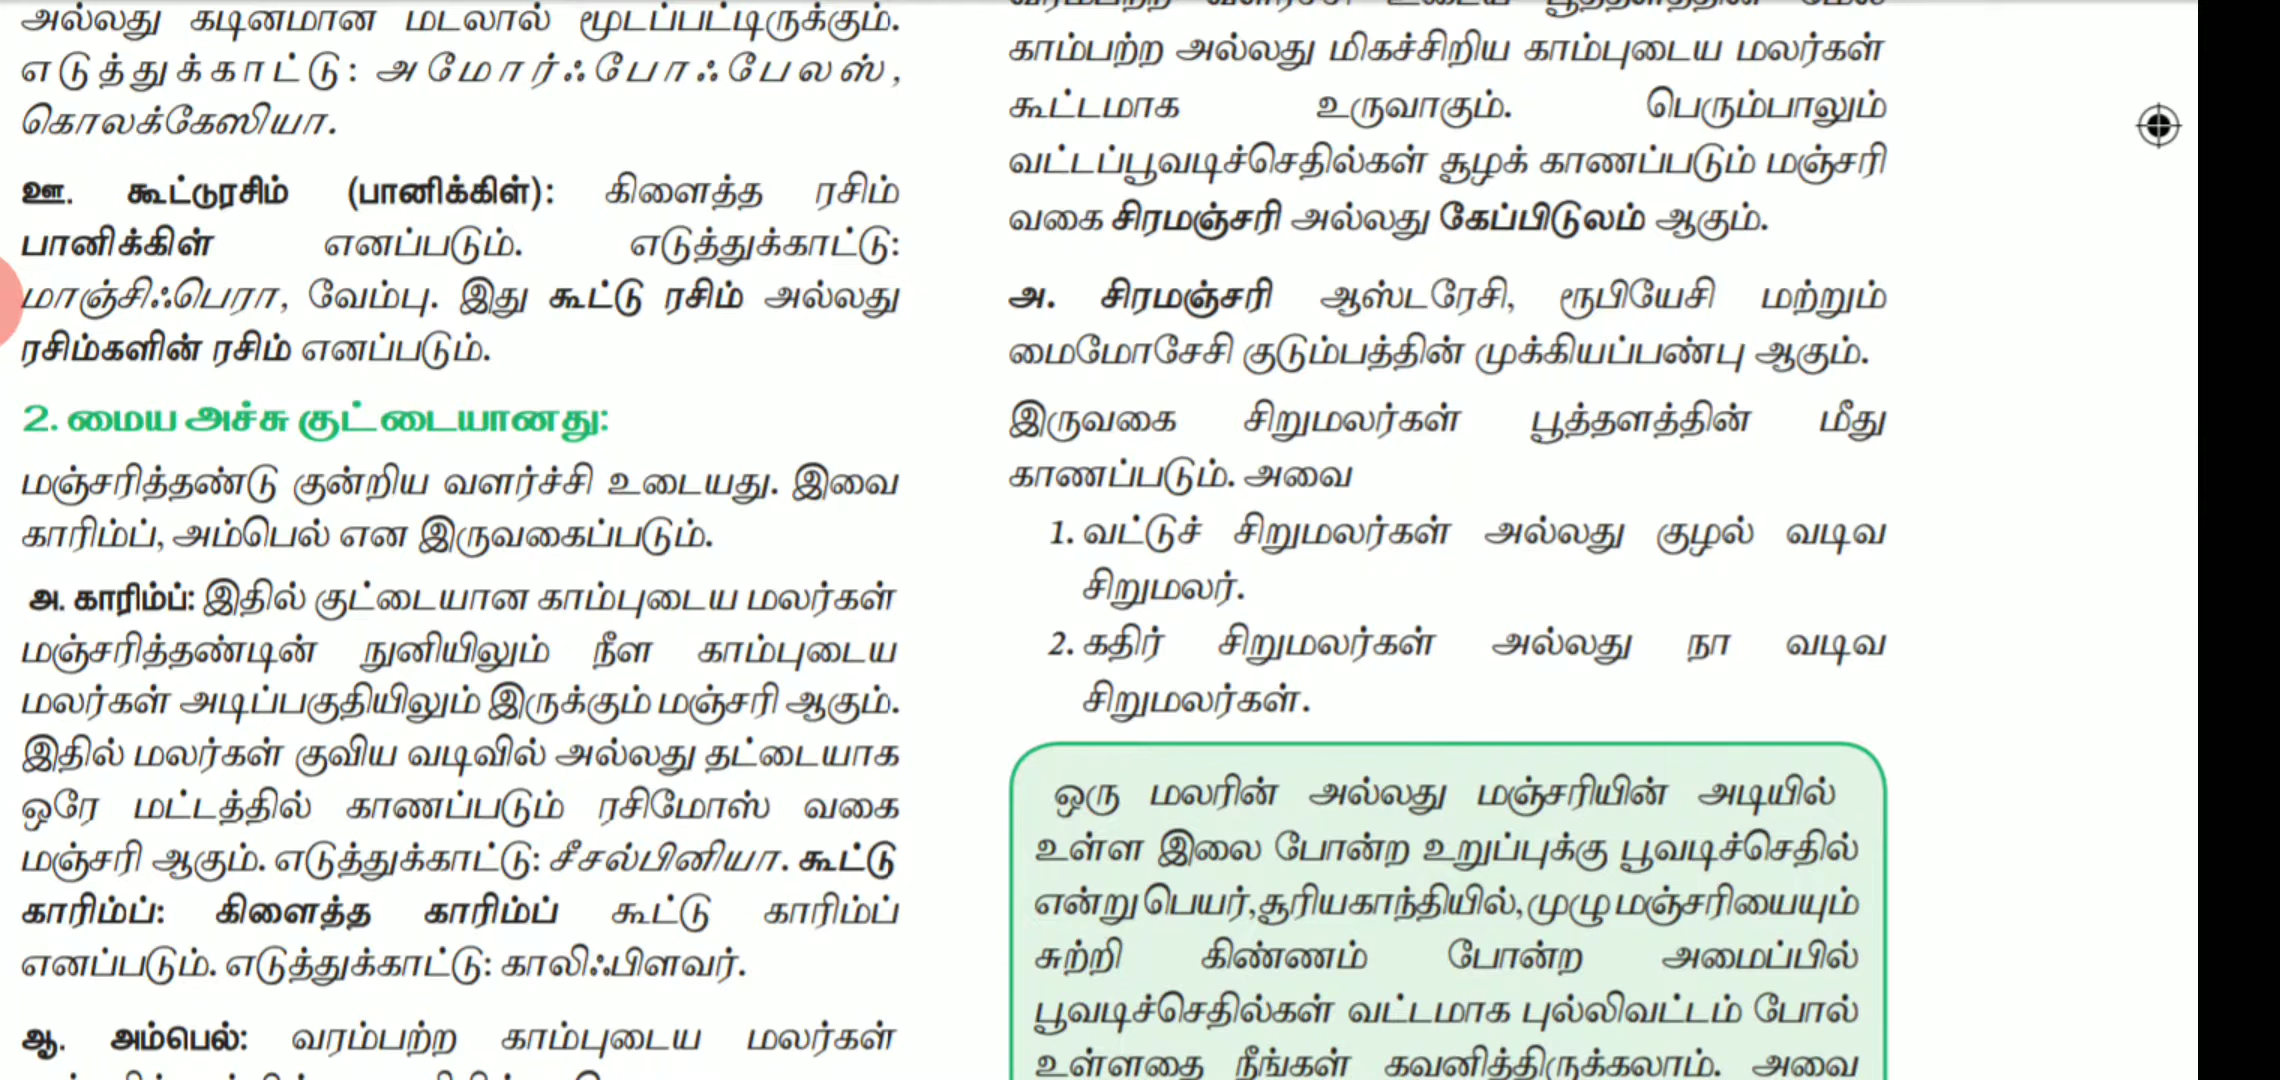 அல்லது கடினமான மடலால் மூடப்பட்டிருக்கும்.
எடுத்துக்காட்டு: அமோர்ஃபோஃபேலஸ்,
கொலக்கேஸியா.
ஊ. கூட்டுரசிம் (பானிக்கிள்): கிளைத்த ரசிம்
பானிக்கிள் எனப்படும். எடுத்துக்காட்டு:
மாஞ்சிஃபெரா, வேம்பு. இது கூட்டு ரசிம் அல்லது
ரசிம்களின் ரசிம் எனப்படும்.
2. மைய அச்சு குட்டையானது:
மஞ்சரித்தண்டு குன்றிய வளர்ச்சி உடையது. இவை
காரிம்ப், அம்பெல் என இருவகைப்படும்.
அ. காரிம்ப்: இதில் குட்டையான காம்புடைய மலர்கள்
மஞ்சரித்தண்டின் நுனியிலும் நீள காம்புடைய
மலர்கள் அடிப்பகுதியிலும் இருக்கும் மஞ்சரி ஆகும்.
இதில் மலர்கள் குவிய வடிவில் அல்லது தட்டையாக
ஒரே மட்டத்தில் காணப்படும் ரசிமோஸ் வகை
மஞ்சரி ஆகும். எடுத்துக்காட்டு: சீசல்பினியா. கூட்டு
காரிம்ப்: கிளைத்த காரிம்ப் கூட்டு காரிம்ப்
எனப்படும். எடுத்துக்காட்டு: காலிஃபிளவர்.
ஆ. அம்பெல்: வரம்பற்ற காம்புடைய மலர்கள்
காம்பற்ற அல்லது மிகச்சிறிய காம்புடைய மலர்கள்
கூட்டமாக உருவாகும். பெரும்பாலும்
வட்டப்பூவடிச்செதில்கள் சூழக் காணப்படும் மஞ்சரி
வகை சிரமஞ்சரி அல்லது கேப்பிடுலம் ஆகும்.
அ. சிரமஞ்சரி ஆஸ்டரேசி, ரூபியேசி மற்றும்
மைமோசேசி குடும்பத்தின் முக்கியப்பண்பு ஆகும்.
இருவகை சிறுமலர்கள் பூத்தளத்தின் மீது
காணப்படும். அவை
1. வட்டுச் சிறுமலர்கள் அல்லது குழல் வடிவ
சிறுமலர்.
2. கதிர் சிறுமலர்கள் அல்லது நா வடிவ
சிறுமலர்கள்.
ஒரு மலரின் அல்லது மஞ்சரியின் அடியில்
உள்ள இலை போன்ற உறுப்புக்கு பூவடிச்செதில்
என்று பெயர்,சூரியகாந்தியில்,முழு மஞ்சரியையும்
சுற்றி கிண்ணம் போன்ற அமைப்பில்
பூவடிச்செதில்கள் வட்டமாக புல்லிவட்டம் போல்
உள்ளதை நீங்கள் கவனித்திருக்கலாம். அவை